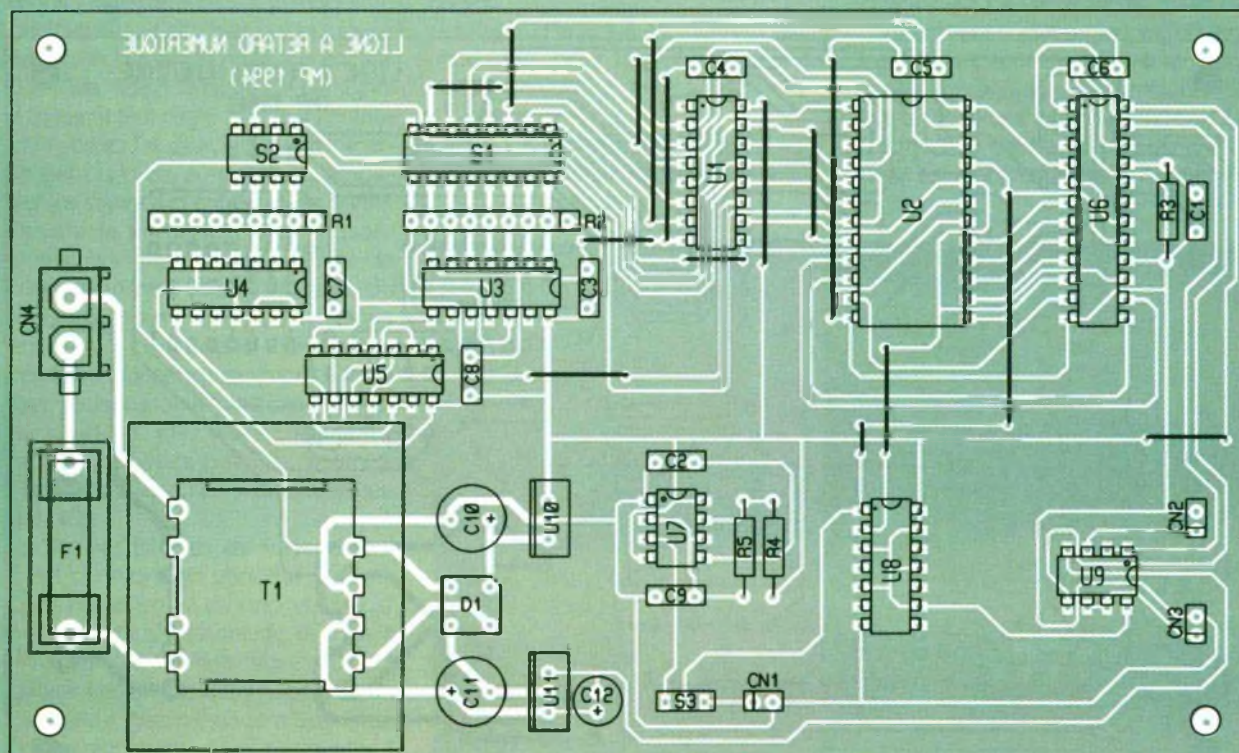 LIGNE A RETARD NUMERIQUE
(MP 1994)
C4
C5
C6
S2
S1
U1
U2
U6
R3
C1
R1
R2
U4
C7
U3
C3
CN4
U5
C8
C2
C10
U10
U7
R5
R4
U8
CN2
F1
T1
D1
C9
U9
CN3
C11
U11
C12
S3
CN1